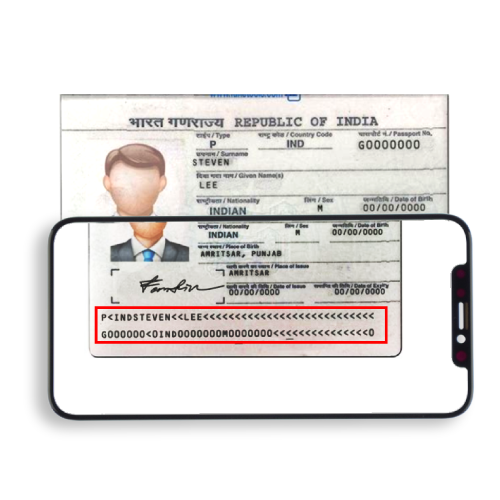 भारत गणराज्य REPUBLIC OF INDIA
टाईप / Type राष्ट्र कोड / Country Code पासपोर्ट नं. / Passport No.
P IND G0000000
उपनाम / Surname
STEVEN
दिया गया नाम / Given Name(s)
LEE
राष्ट्रीयता / Nationality लिंग / Sex जन्मतिथि / Date of Birth
INDIAN M 00/00/0000
राष्ट्रीयता / Nationality लिंग / Sex जन्मतिथि / Date of Birth
INDIAN M 00/00/0000
जन्म स्थान / Place of Birth
AMRITSAR, PUNJAB
जारी करने का स्थान / Place of Issue
AMRITSAR
जारी करने की तिथि / Date of Issue समाप्ति की तिथि / Date of Expiry
00/00/0000 00/00/0000
P<INDSTEVEN<<LEE<<<<<<<<<<<<<<<<<<<<<<<<<<<<
G000000<0IND0000000M0000000<<<<<<<<<<<<<<<<0